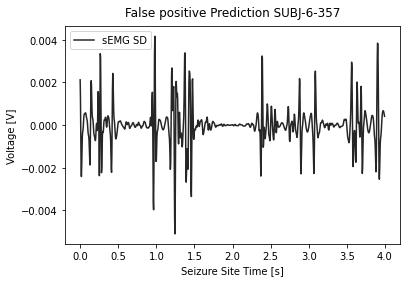 False positive Prediction SUBJ-6-357
sEMG SD
0.004
0.002
0.000
−0.002
−0.004
Voltage [V]
0.0 0.5 1.0 1.5 2.0 2.5 3.0 3.5 4.0
Seizure Site Time [s]